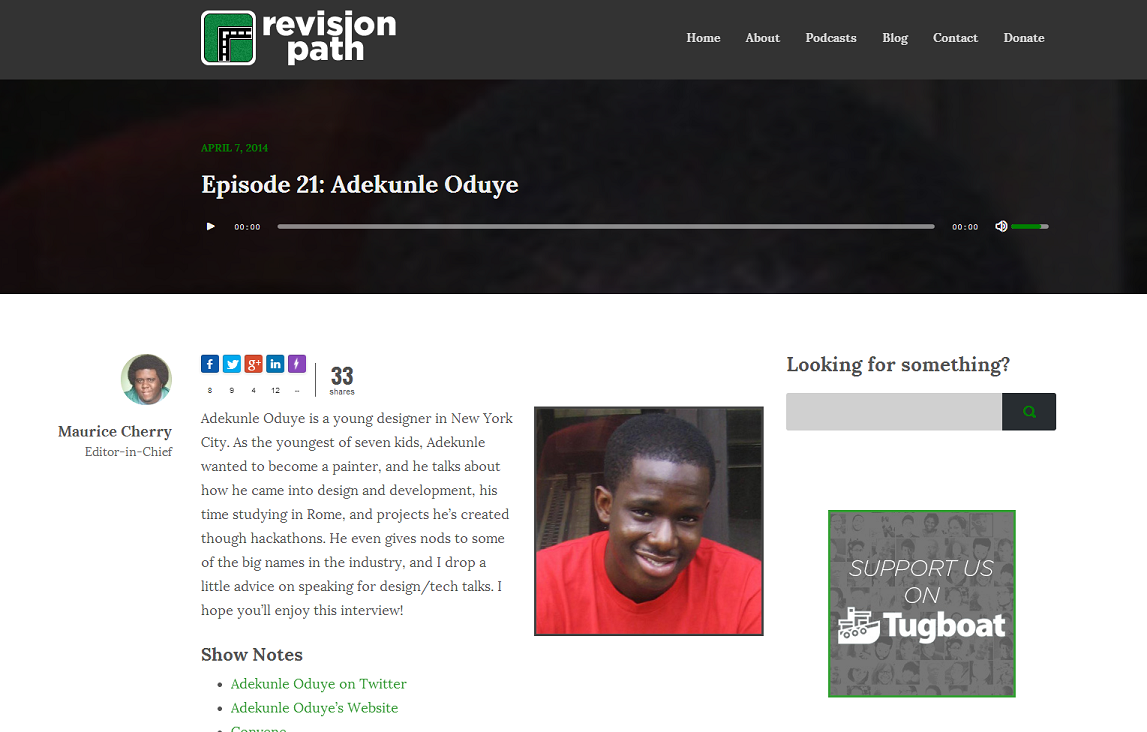 revision
path
Home About Podcasts Blog Contact Donate
APRIL 7, 2014
Episode 21: Adekunle Oduye
00:00 00:00
Maurice Cherry
Editor-in-Chief
f g+ in
8 9 4 12 --
33
shares
Adekunle Oduye is a young designer in New York
City. As the youngest of seven kids, Adekunle
wanted to become a painter, and he talks about
how he came into design and development, his
time studying in Rome, and projects he's created
though hackathons. He even gives nods to some
of the big names in the industry, and I drop a
little advice on speaking for design/tech talks. I
hope you'll enjoy this interview!
Show Notes
• Adekunle Oduye on Twitter
• Adekunle Oduye's Website
• Convene
Looking for something?
SUPPORT US
ON
Tugboat